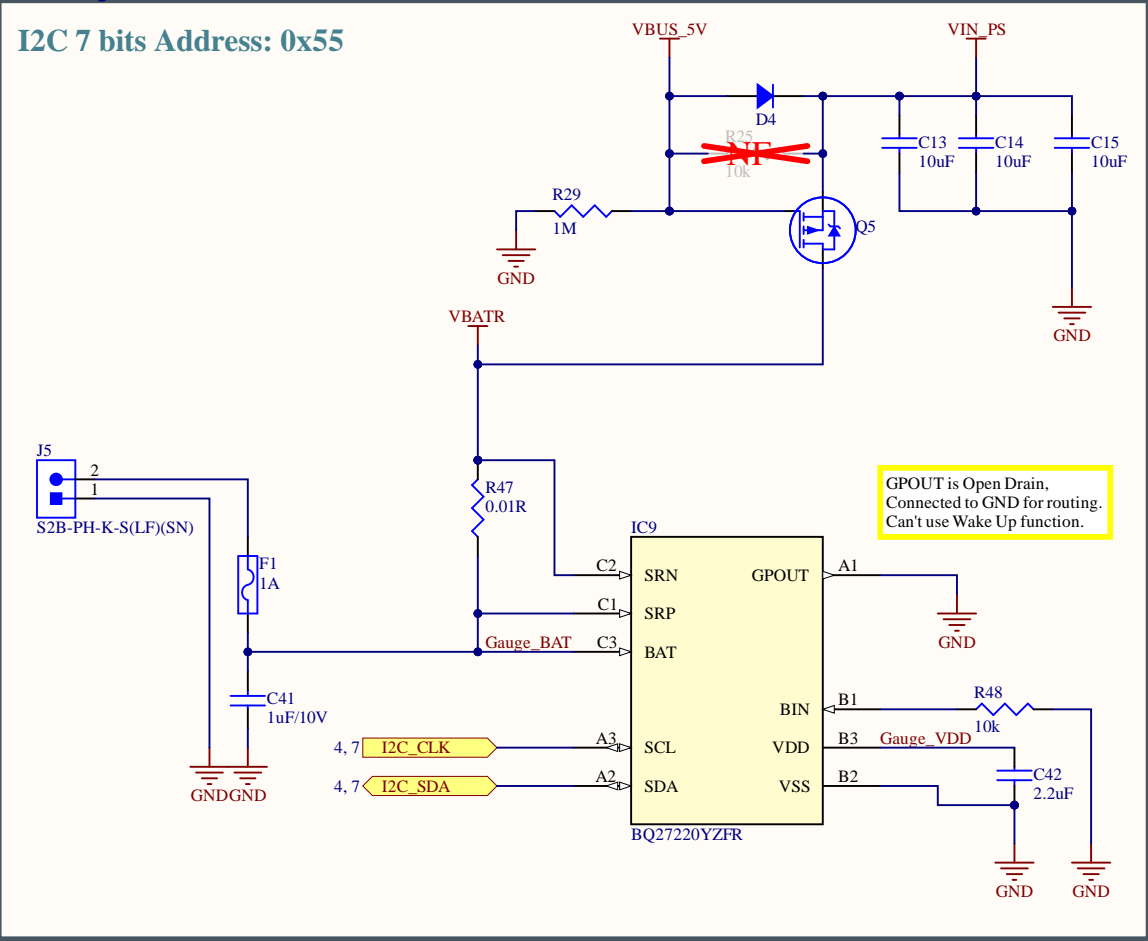 I2C 7 bits Address: 0x55
VBUS_5V
VIN_PS
D4
R25
NF
10k
C13
10uF
C14
10uF
C15
10uF
R29
1M
Q5
GND
GND
VBATR
J5
2
1
S2B-PH-K-S(LF)(SN)
R47
0.01R
GPOUT is Open Drain,
Connected to GND for routing.
Can't use Wake Up function.
F1
1A
IC9
C2
SRN
GPOUT
A1
C1
SRP
GND
Gauge_BAT
C3
BAT
C41
1uF/10V
BIN
B1
R48
10k
4, 7
I2C_CLK
A3
SCL
VDD
B3
Gauge_VDD
4, 7
I2C_SDA
A2
SDA
VSS
B2
C42
2.2uF
GND
GND
BQ27220YZFR
GND
GND